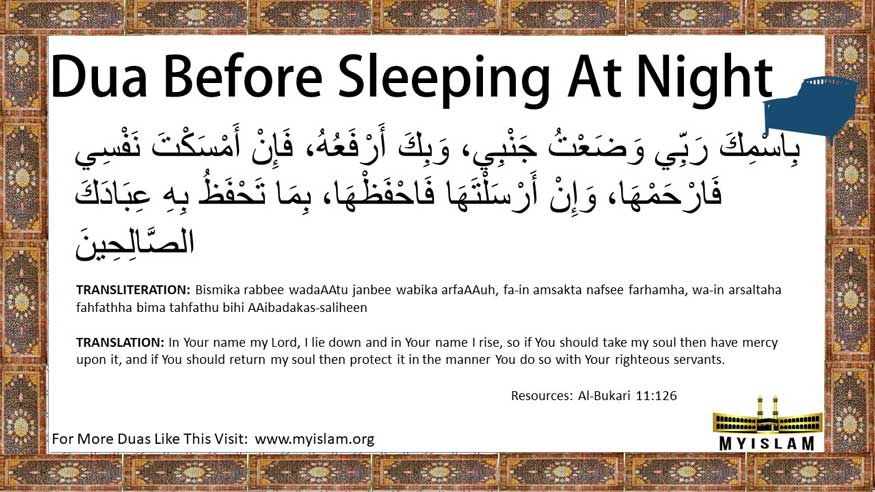 Dua Before Sleeping At Night
بِاسْمِكَ رَبِّي وَضَعْتُ جَنْبِي، وَبِكَ أَرْفَعُهُ، فَإِنْ أَمْسَكْتَ نَفْسِي
فَارْحَمْهَا، وَإِنْ أَرْسَلْتَهَا فَاحْفَظْهَا، بِمَا تَحْفَظُ بِهِ عِبَادَكَ
الصَّالِحِينَ
TRANSLITERATION: Bismika rabbee wadaAAtu janbee wabika arfaAAuh, fa-in amsakta nafsee farhamha, wa-in arsaltaha
fahfathha bima tahfathu bihi AAibadakas-saliheen
TRANSLATION: In Your name my Lord, I lie down and in Your name I rise, so if You should take my soul then have mercy
upon it, and if You should return my soul then protect it in the manner You do so with Your righteous servants.
Resources: Al-Bukari 11:126
For More Duas Like This Visit: www.myislam.org
MYISLAM